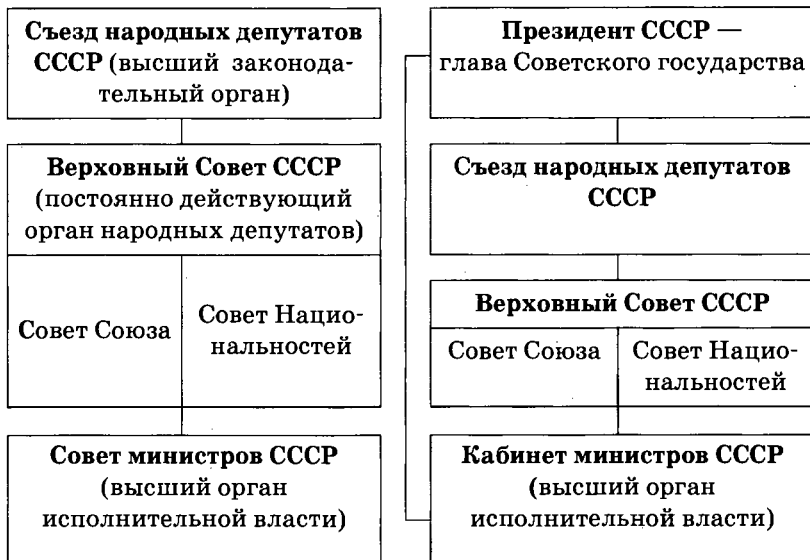 Съезд народных депутатов
СССР (высший законода-
тельный орган)
Верховный Совет СССР
(постоянно действующий
орган народных депутатов)
Совет Союза
Совет Нацио-
нальностей
Совет министров СССР
(высший орган
исполнительной власти)
Президент СССР —
глава Советского государства
Съезд народных депутатов
СССР
Верховный Совет СССР
Совет Союза
Совет Нацио-
нальностей
Кабинет министров СССР
(высший орган
исполнительной власти)